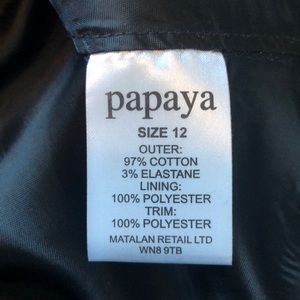 papaya
SIZE 12
OUTER:
97% COTTON
3% ELASTANE
LINING:
100% POLYESTER
TRIM:
100% POLYESTER
MATALAN RETAIL LTD
WN8 9TB